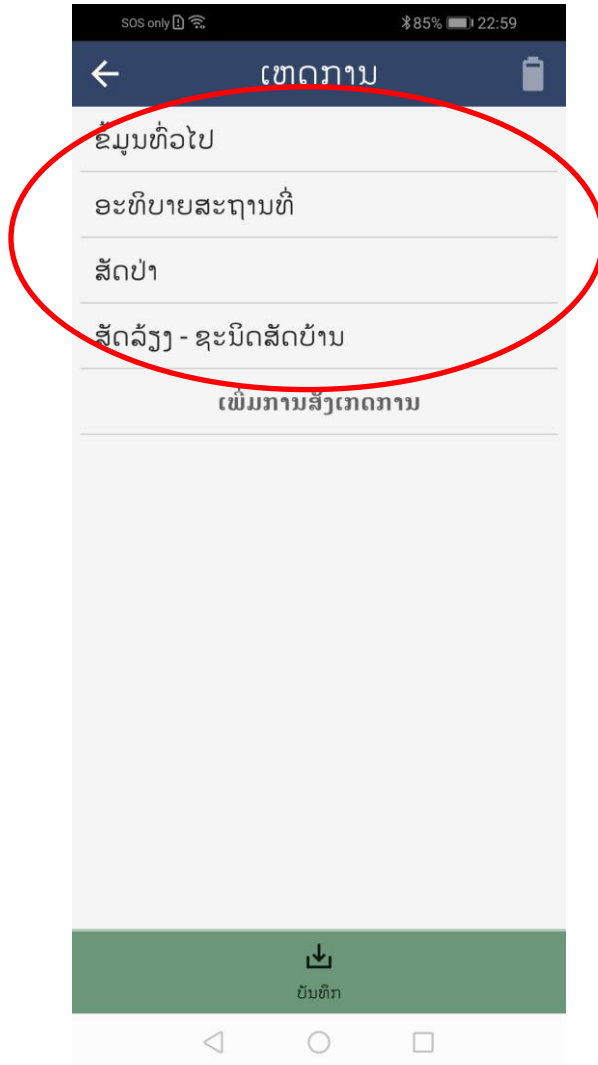 SOS only
85% 22:59
ເຫດການ
ຂໍ້ມູນທົ່ວໄປ
ອະທິບາຍສະຖານທີ່
ສັດປ່າ
ສັດລ້ຽງ - ຊະນິດສັດບ້ານ
ເພີ່ມການສັງເກດການ
ບັນທຶກ